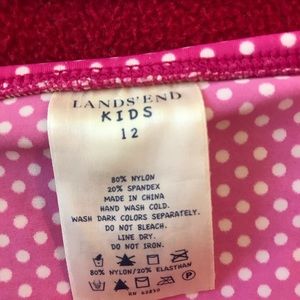 LANDS' END
KIDS
12
80% NYLON
20% SPANDEX
MADE IN CHINA
HAND WASH COLD.
WASH DARK COLORS SEPARATELY.
DO NOT BLEACH.
LINE DRY.
DO NOT IRON.
80% NYLON/20% ELASTHAN
RN